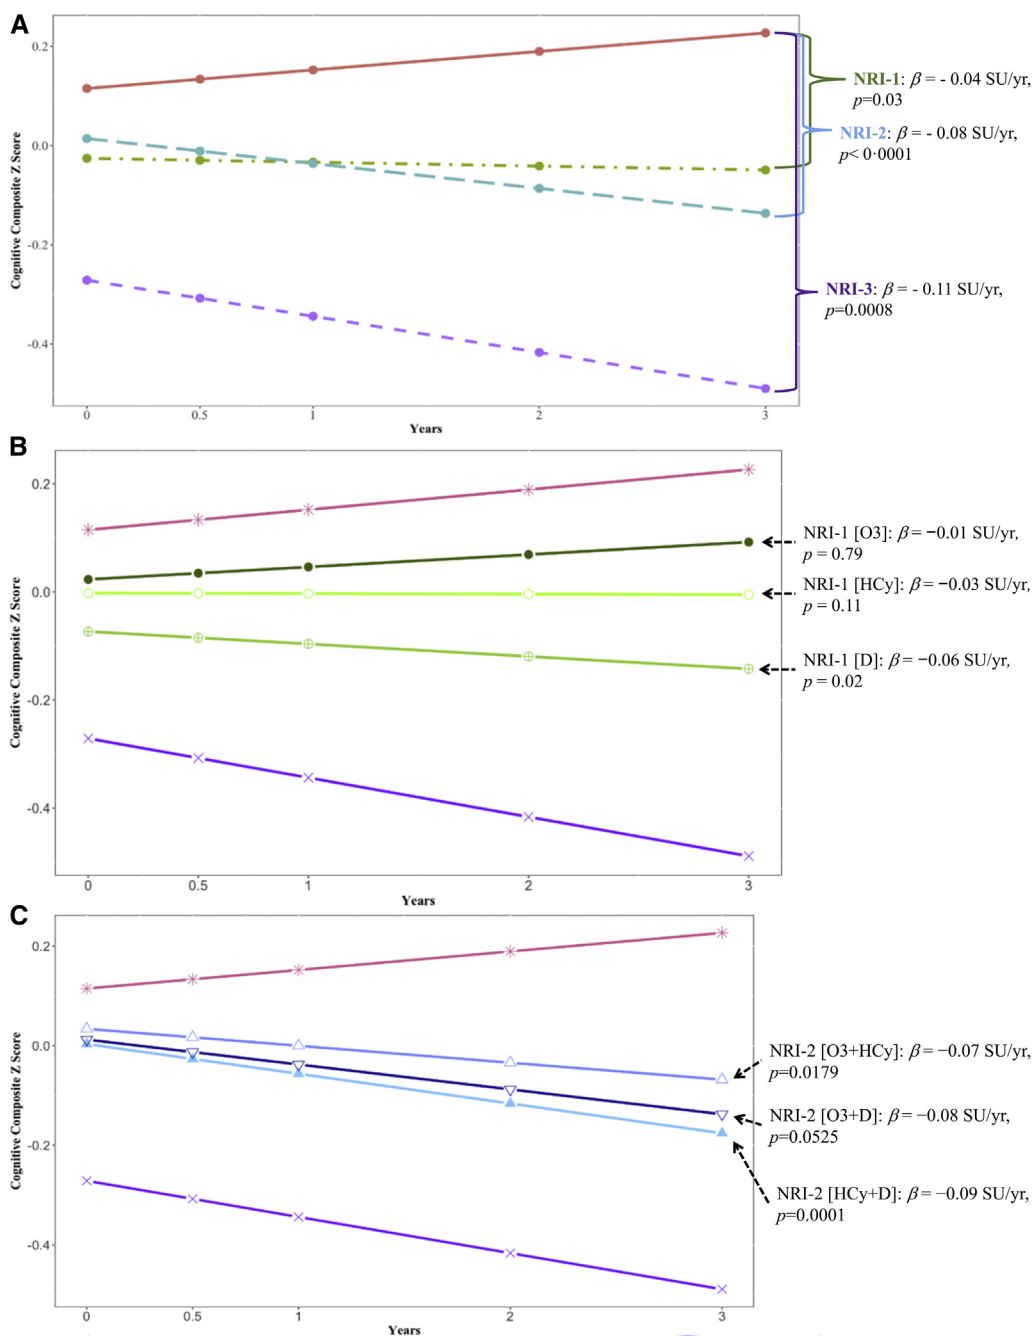 A
0.2
0.0
-0.2
-0.4
Cognitive Composite Z Score
0
0.5
1
2
3
Years
NRI-1: β = - 0.04 SU/yr,
p=0.03
NRI-2: β = - 0.08 SU/yr,
p< 0·0001
NRI-3: β = - 0.11 SU/yr,
p=0.0008
B
0.2
0.0
-0.2
-0.4
Cognitive Composite Z Score
0
0.5
1
2
3
Years
NRI-1 [O3]: β = −0.01 SU/yr,
p = 0.79
NRI-1 [HCy]: β = −0.03 SU/yr,
p = 0.11
NRI-1 [D]: β = −0.06 SU/yr,
p = 0.02
C
0.2
0.0
-0.2
-0.4
Cognitive Composite Z Score
0
0.5
1
2
3
Years
NRI-2 [O3+HCy]: β = −0.07 SU/yr,
p=0.0179
NRI-2 [O3+D]: β = −0.08 SU/yr,
p=0.0525
NRI-2 [HCy+D]: β = −0.09 SU/yr,
p=0.0001